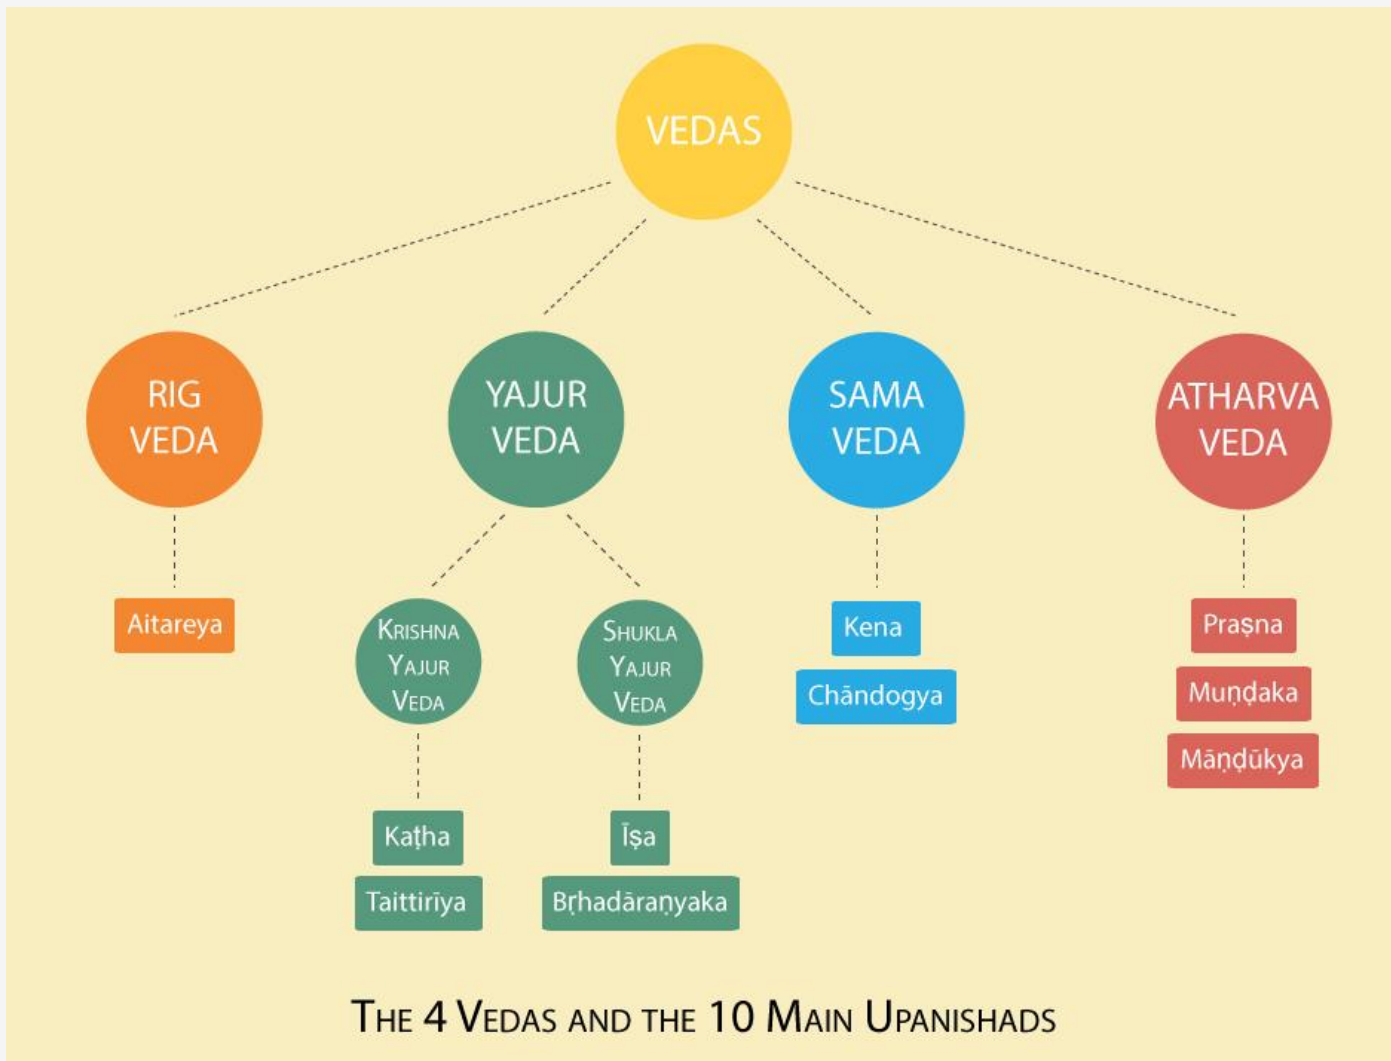 VEDAS
RIG
VEDA
YAJUR
VEDA
SAMA
VEDA
ATHARVA
VEDA
Aitareya
KRISHNA
YAJUR
VEDA
SHUKLA
YAJUR
VEDA
Kena
Chāndogya
Praṣna
Muṇḍaka
Māṇḍūkya
Kaṭha
Taittirīya
Īṣa
Bṛhadāraṇyaka
THE 4 VEDAS AND THE 10 MAIN UPANISHADS